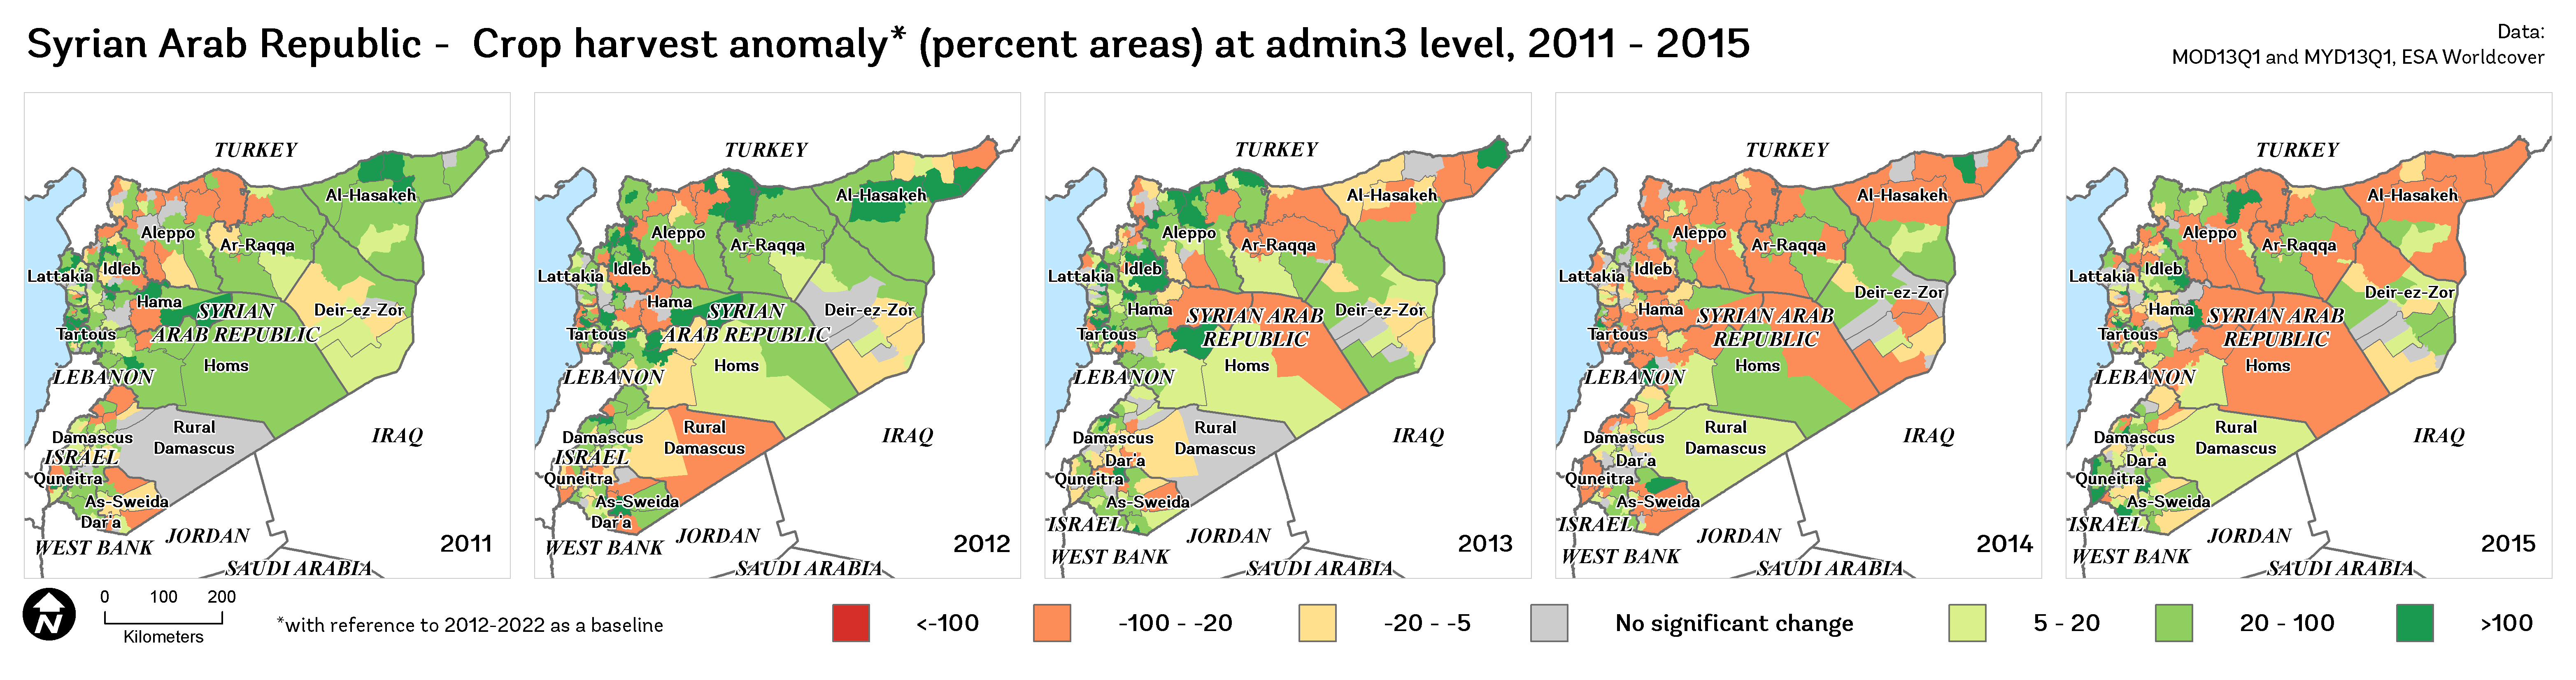 Syrian Arab Republic - Crop harvest anomaly* (percent areas) at admin3 level, 2011 - 2015
Data:
MOD13Q1 and MYD13Q1, ESA Worldcover
TURKEY
Al-Hasakeh
Aleppo
Ar-Raqqa
Lattakia
Idleb
Hama
SYRIAN
Deir-ez-Zor
Tartous
ARAB REPUBLIC
Homs
LEBANON
Rural
Damascus
Damascus
IRAQ
ISRAEL
Quneitra
As-Sweida
Dar'a
JORDAN
WEST BANK
SAUDI ARABIA
2011
TURKEY
Al-Hasakeh
Aleppo
Ar-Raqqa
Lattakia
Idleb
Hama
SYRIAN
Deir-ez-Zor
Tartous
ARAB REPUBLIC
Homs
LEBANON
Rural
Damascus
Damascus
IRAQ
ISRAEL
Quneitra
As-Sweida
Dar'a
JORDAN
WEST BANK
SAUDI ARABIA
2012
TURKEY
Al-Hasakeh
Aleppo
Ar-Raqqa
Lattakia
Idleb
Hama
SYRIAN ARAB
REPUBLIC
Deir-ez-Zor
Tartous
Homs
LEBANON
Rural
Damascus
Damascus
IRAQ
Dar'a
Quneitra
As-Sweida
ISRAEL
JORDAN
WEST BANK
SAUDI ARABIA
2013
TURKEY
Al-Hasakeh
Aleppo
Ar-Raqqa
Lattakia
Idleb
Deir-ez-Zor
Hama
SYRIAN ARAB
REPUBLIC
Tartous
Homs
LEBANON
Rural
Damascus
Damascus
IRAQ
Dar'a
Quneitra
As-Sweida
ISRAEL
JORDAN
WEST BANK
SAUDI ARABIA
2014
TURKEY
Al-Hasakeh
Aleppo
Ar-Raqqa
Lattakia
Idleb
Deir-ez-Zor
Hama
SYRIAN ARAB
REPUBLIC
Tartous
Homs
LEBANON
Rural
Damascus
Damascus
IRAQ
Dar'a
Quneitra
As-Sweida
ISRAEL
JORDAN
WEST BANK
SAUDI ARABIA
2015
N
0 100 200
Kilometers
*with reference to 2012-2022 as a baseline
<-100
-100 - -20
-20 - -5
No significant change
5 - 20
20 - 100
>100